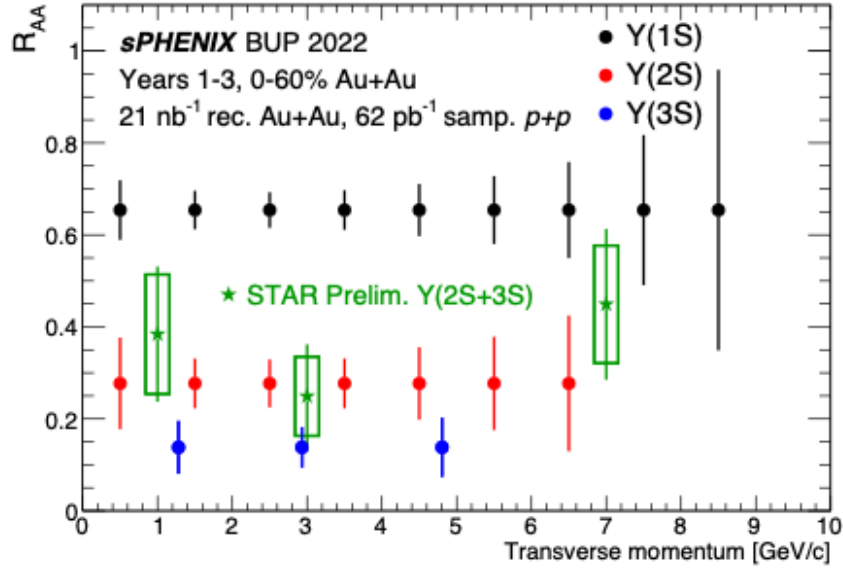 R_AA
sPHENIX BUP 2022
Years 1-3, 0-60% Au+Au
21 nb⁻¹ rec. Au+Au, 62 pb⁻¹ samp. p+p
Y(1S)
Y(2S)
Y(3S)
STAR Prelim. Y(2S+3S)
1
0.8
0.6
0.4
0.2
0
0 1 2 3 4 5 6 7 8 9 10
Transverse momentum [GeV/c]